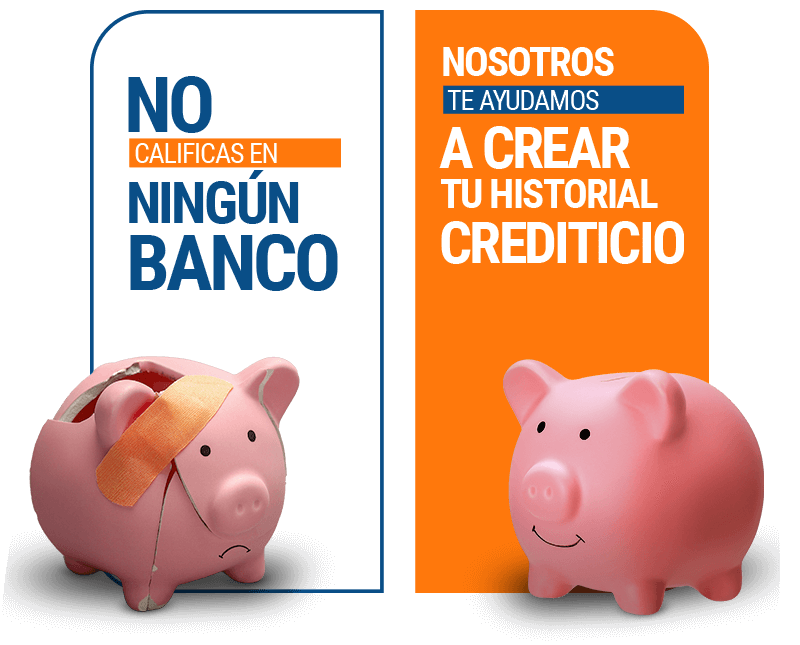 NO
CALIFICAS EN
NINGÚN
BANCO
NOSOTROS
TE AYUDAMOS
A CREAR
TU HISTORIAL
CREDITICIO